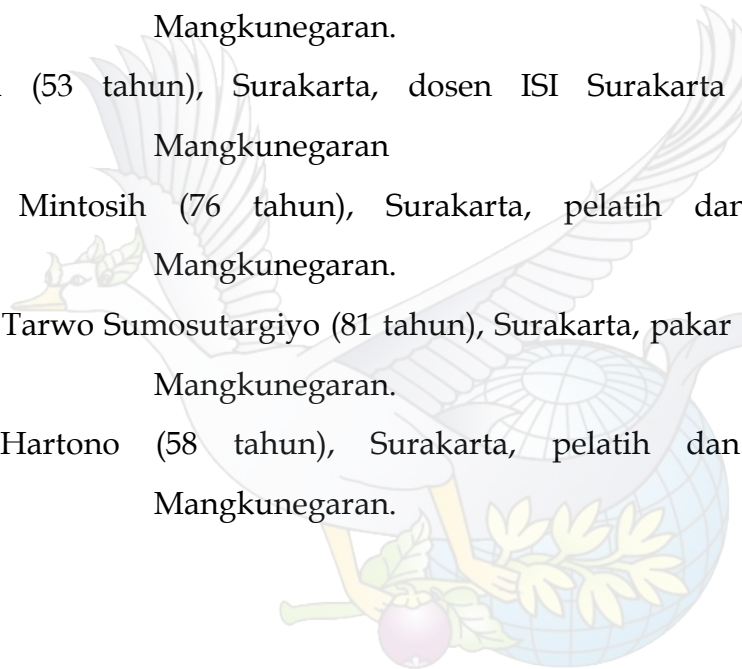 Mangkunegaran.
(53 tahun), Surakarta, dosen ISI Surakarta
Mangkunegaran
Mintosih (76 tahun), Surakarta, pelatih dan
Mangkunegaran.
Tarwo Sumosutargiyo (81 tahun), Surakarta, pakar
Mangkunegaran.
Hartono (58 tahun), Surakarta, pelatih dan
Mangkunegaran.